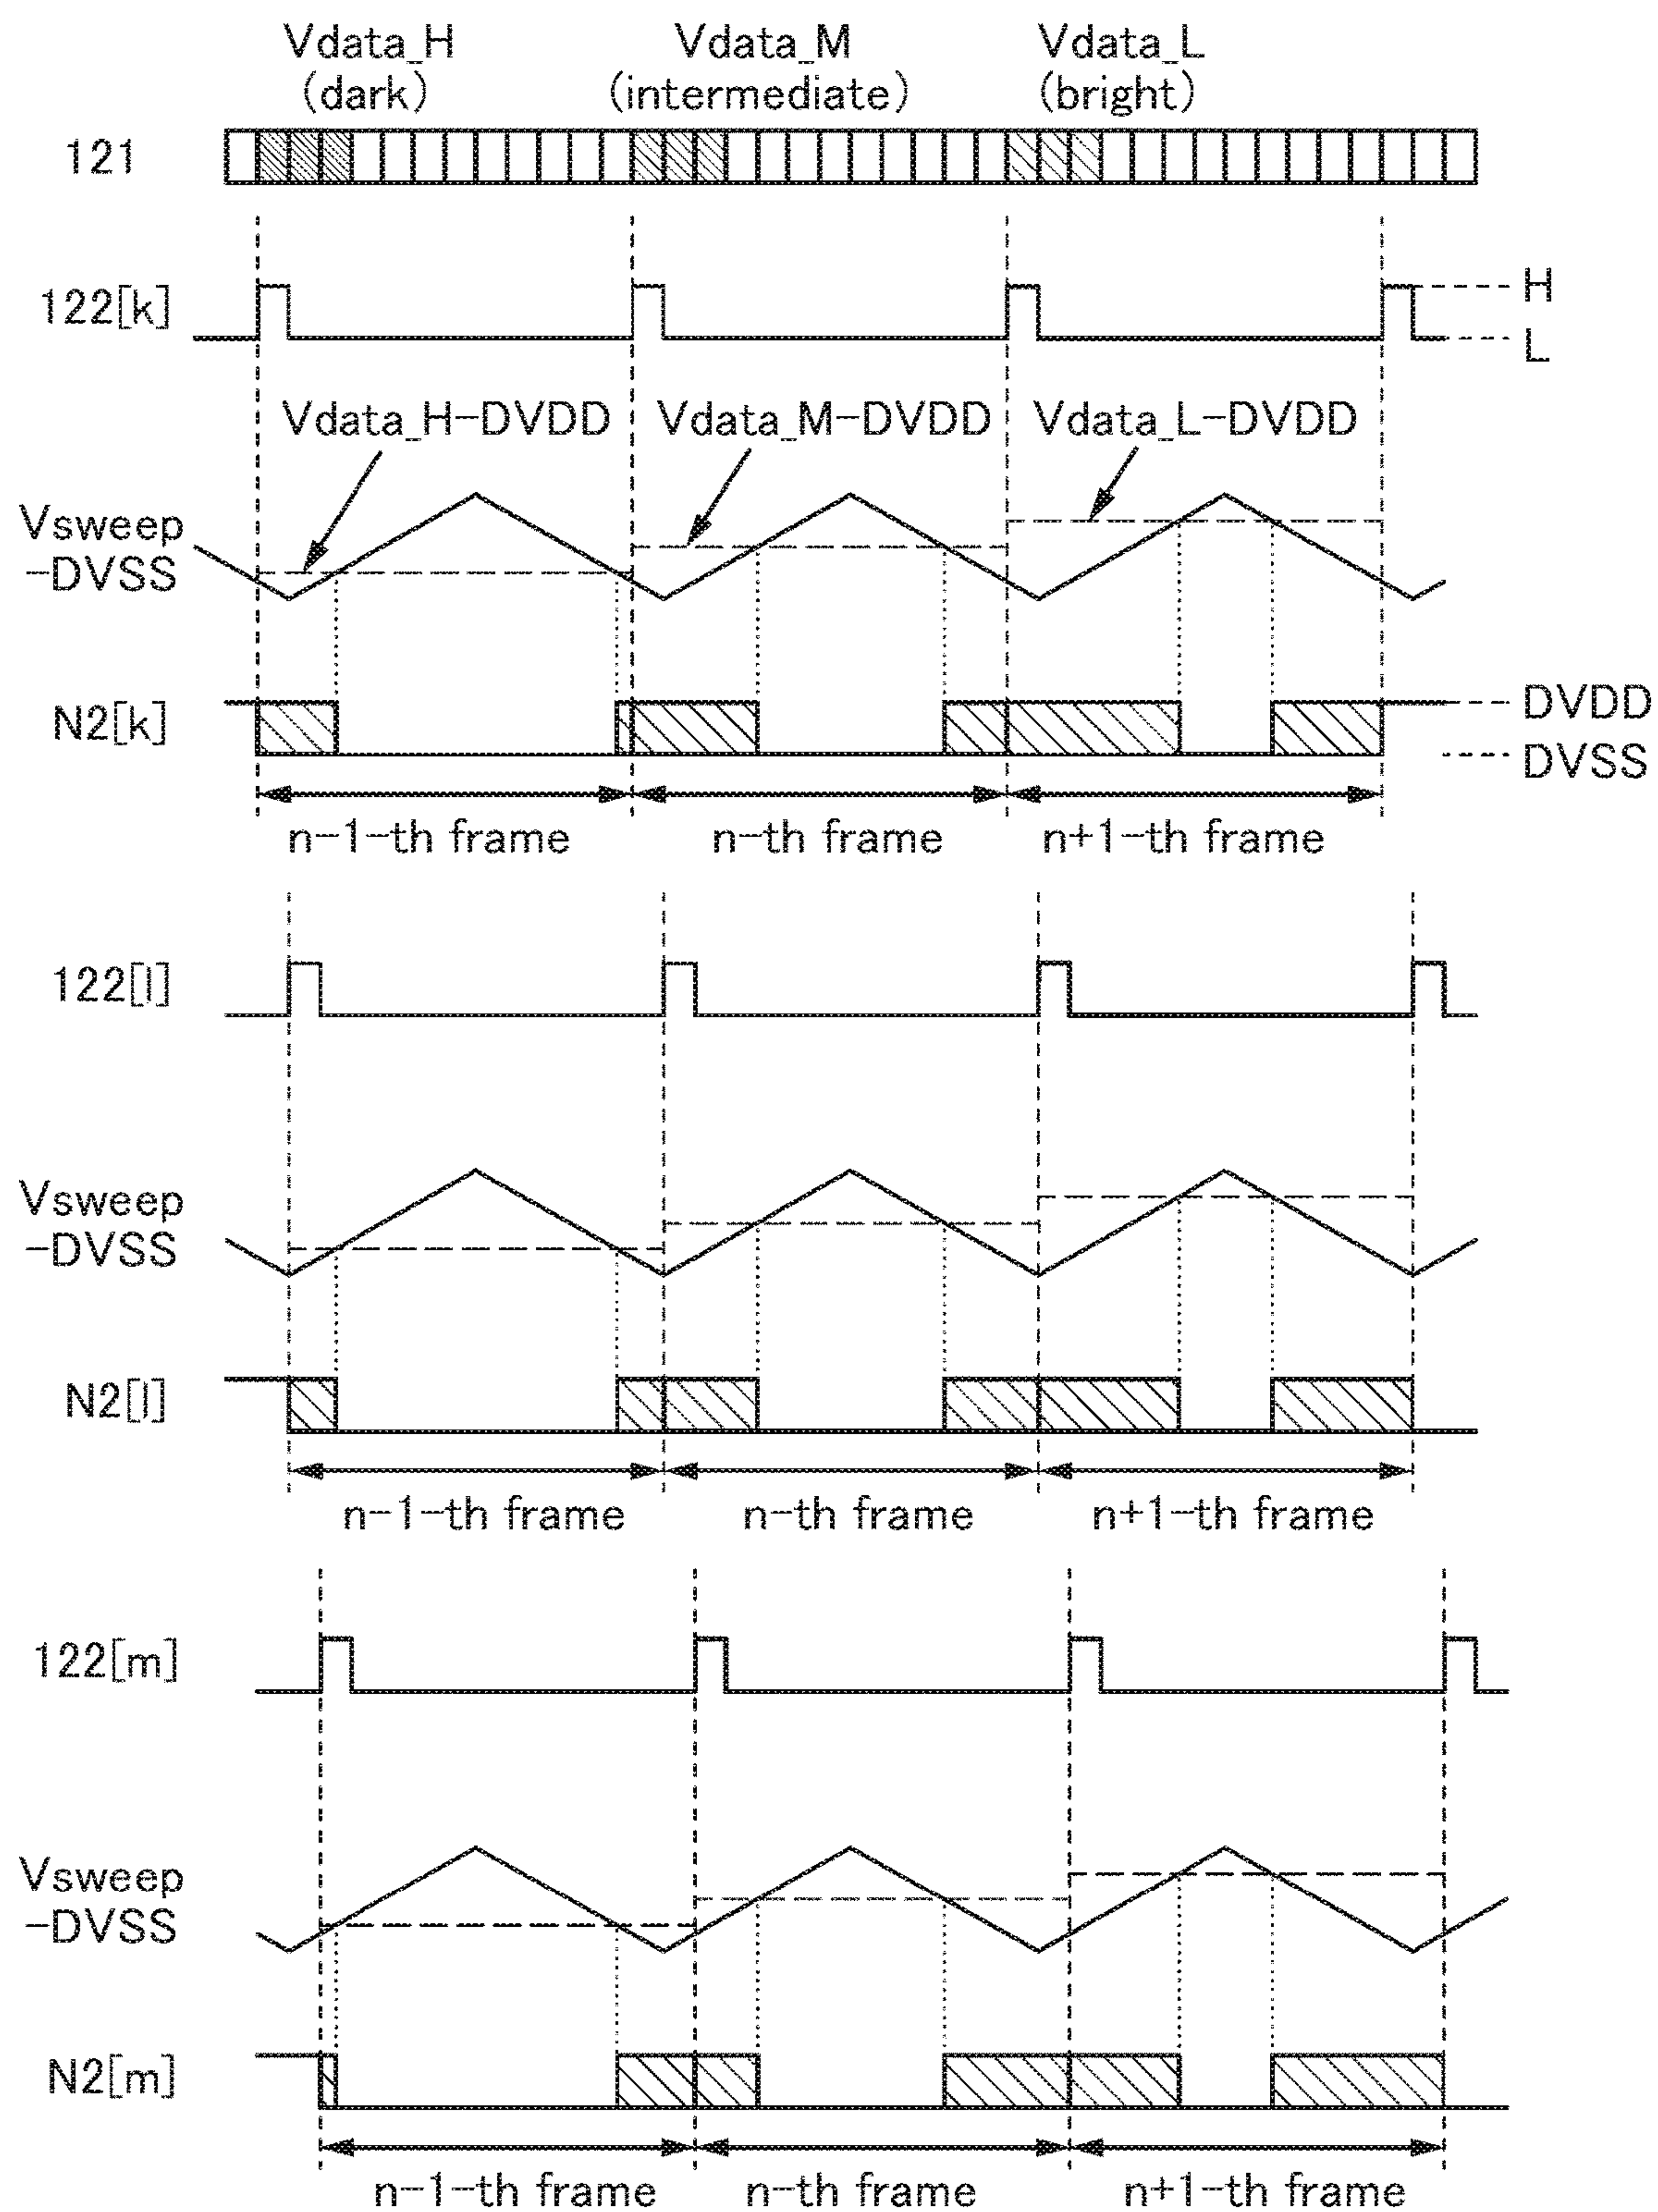 Vdata_H Vdata_M Vdata_L
(dark) (intermediate) (bright)
121
122[k] H
L
Vdata_H-DVDD Vdata_M-DVDD Vdata_L-DVDD
Vsweep
-DVSS
N2[k] DVDD
DVSS
n-1-th frame n-th frame n+1-th frame
122[l]
Vsweep
-DVSS
N2[l]
n-1-th frame n-th frame n+1-th frame
122[m]
Vsweep
-DVSS
N2[m]
n-1-th frame n-th frame n+1-th frame